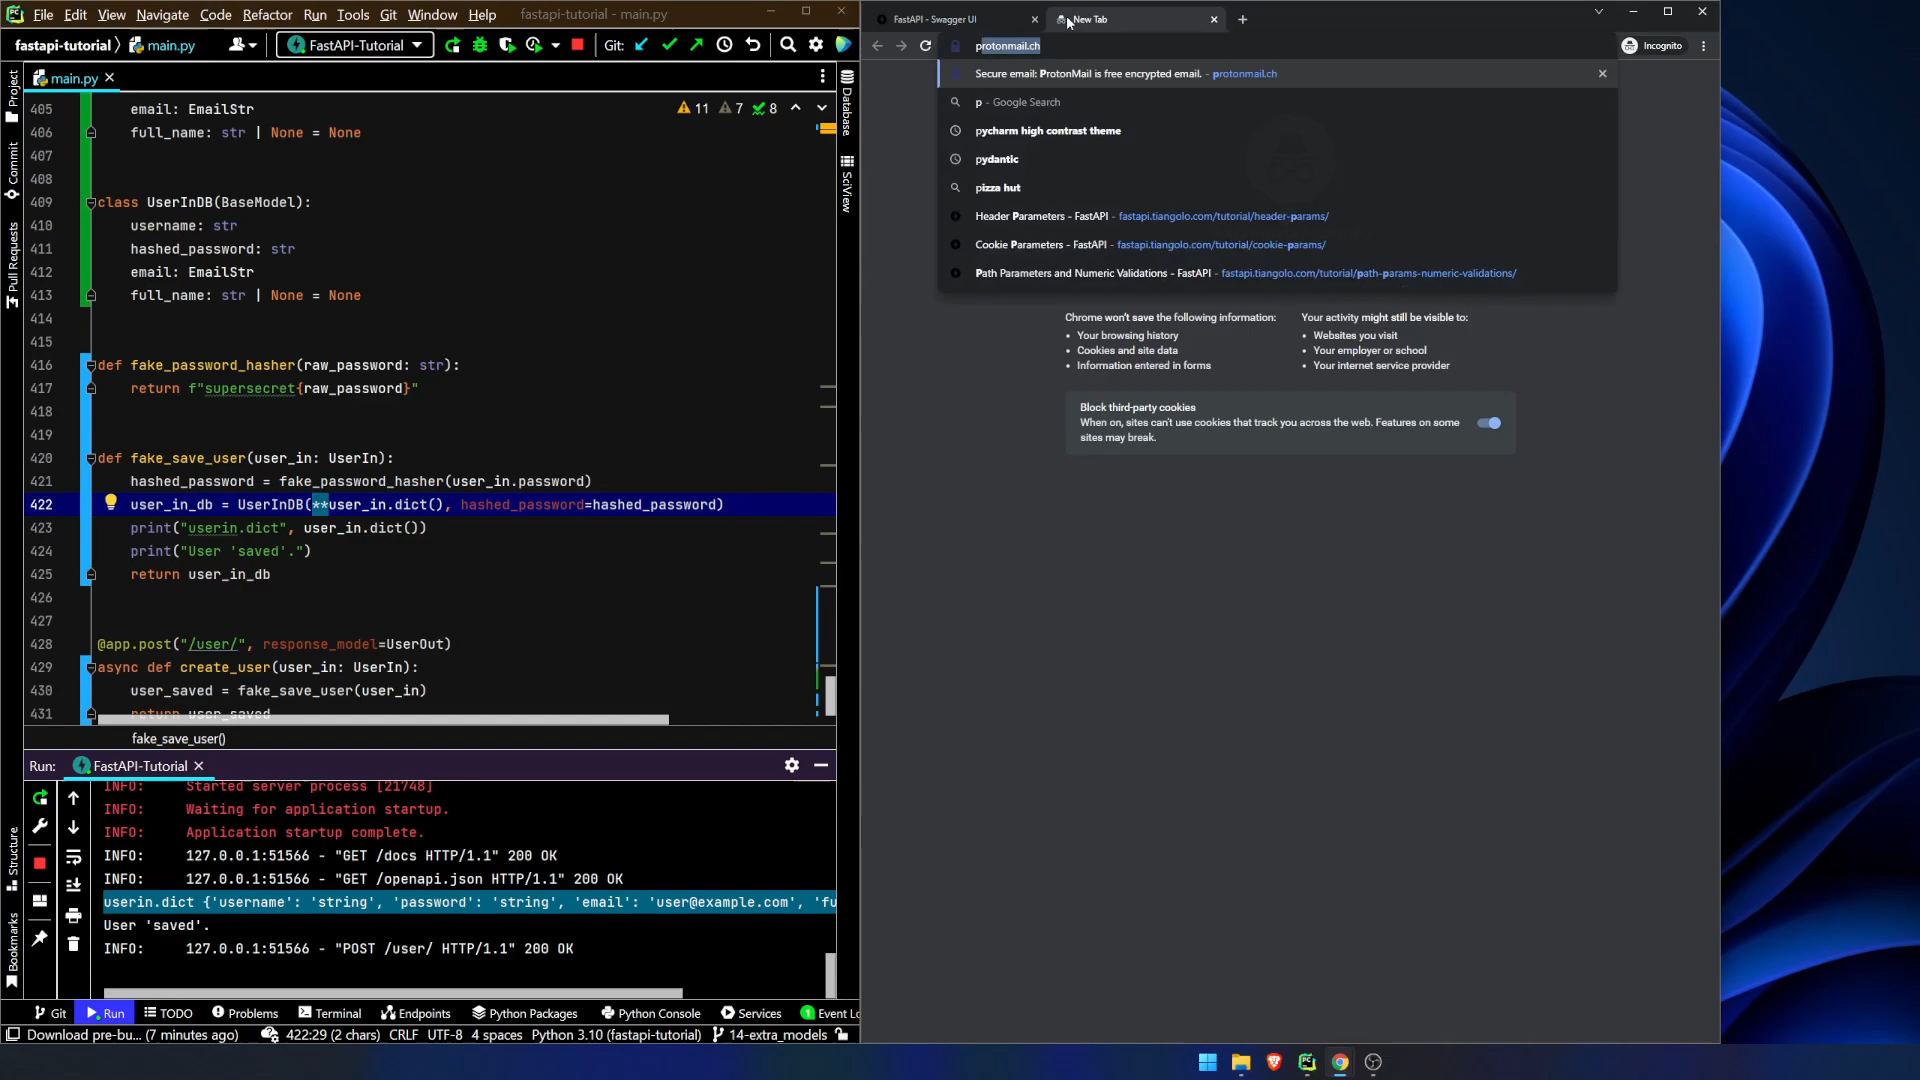 File Edit View Navigate Code Refactor Run Tools Git Window Help fastapi-tutorial - main.py
fastapi-tutorial main.py FastAPI-Tutorial Git:
main.py
11 7 8
405 email: EmailStr
406 full_name: str | None = None
407
408
409 class UserInDB(BaseModel):
410 username: str
411 hashed_password: str
412 email: EmailStr
413 full_name: str | None = None
414
415
416 def fake_password_hasher(raw_password: str):
417 return f"supersecret{raw_password}"
418
419
420 def fake_save_user(user_in: UserIn):
421 hashed_password = fake_password_hasher(user_in.password)
422 user_in_db = UserInDB(**user_in.dict(), hashed_password=hashed_password)
423 print("userin.dict", user_in.dict())
424 print("User 'saved'.")
425 return user_in_db
426
427
428 @app.post("/user/", response_model=UserOut)
429 async def create_user(user_in: UserIn):
430 user_saved = fake_save_user(user_in)
431 return user_saved
fake_save_user()
Project
Commit
Pull Requests
Structure
Bookmarks
Database
SciView
Run: FastAPI-Tutorial
INFO: Started server process [21748]
INFO: Waiting for application startup.
INFO: Application startup complete.
INFO: 127.0.0.1:51566 - "GET /docs HTTP/1.1" 200 OK
INFO: 127.0.0.1:51566 - "GET /openapi.json HTTP/1.1" 200 OK
userin.dict {'username': 'string', 'password': 'string', 'email': 'user@example.com', 'fu
User 'saved'.
INFO: 127.0.0.1:51566 - "POST /user/ HTTP/1.1" 200 OK
Git Run TODO Problems Terminal Endpoints Python Packages Python Console Services 1 Event Lo
Download pre-bu... (7 minutes ago) 422:29 (2 chars) CRLF UTF-8 4 spaces Python 3.10 (fastapi-tutorial) 14-extra_models
FastAPI - Swagger UI New Tab
protonmail.ch Incognito
Secure email: ProtonMail is free encrypted email. - protonmail.ch
p - Google Search
pycharm high contrast theme
pydantic
pizza hut
Header Parameters - FastAPI - fastapi.tiangolo.com/tutorial/header-params/
Cookie Parameters - FastAPI - fastapi.tiangolo.com/tutorial/cookie-params/
Path Parameters and Numeric Validations - FastAPI - fastapi.tiangolo.com/tutorial/path-params-numeric-validations/
Chrome won't save the following information:
• Your browsing history
• Cookies and site data
• Information entered in forms
Your activity might still be visible to:
• Websites you visit
• Your employer or school
• Your internet service provider
Block third-party cookies
When on, sites can't use cookies that track you across the web. Features on some
sites may break.